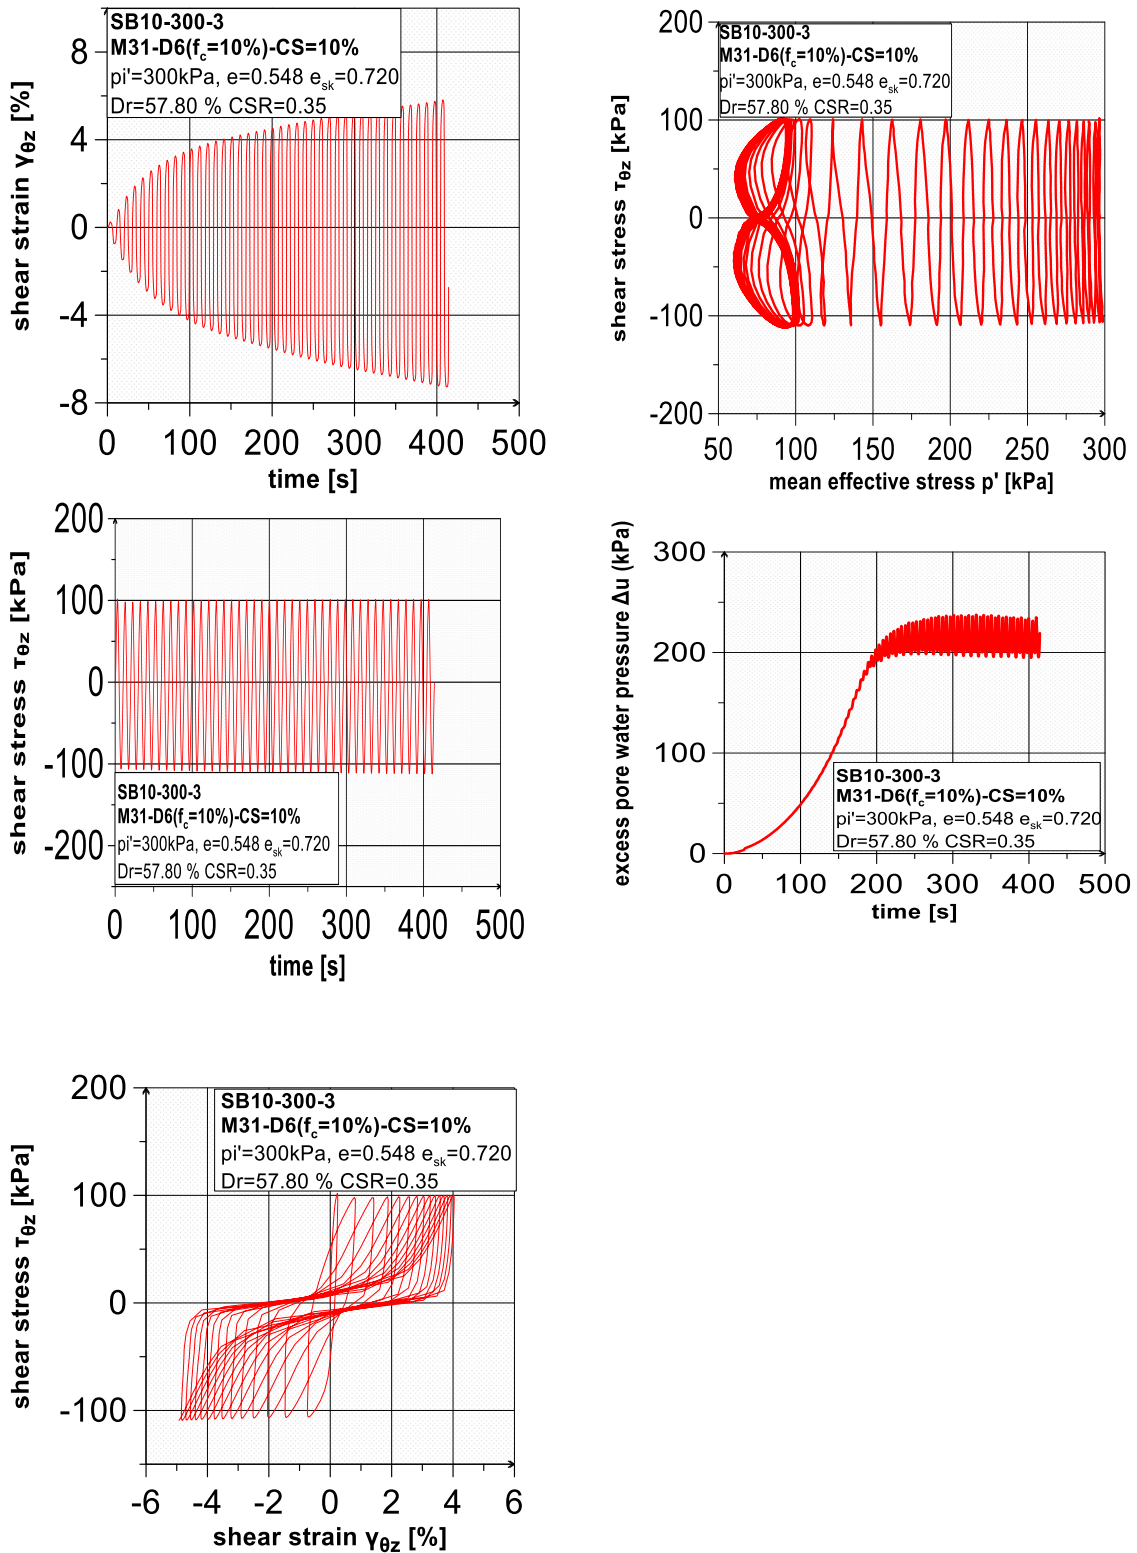 SB10-300-3
M31-D6(fc=10%)-CS=10%
pi'=300kPa, e=0.548 esk=0.720
Dr=57.80 % CSR=0.35
shear strain γθz [%]
8
4
0
-4
-8
0 100 200 300 400 500
time [s]
SB10-300-3
M31-D6(fc=10%)-CS=10%
pi'=300kPa, e=0.548 esk=0.720
Dr=57.80 % CSR=0.35
shear stress τθz [kPa]
200
100
0
-100
-200
50 100 150 200 250 300
mean effective stress p' [kPa]
shear stress τθz [kPa]
200
100
0
-100
-200
SB10-300-3
M31-D6(fc=10%)-CS=10%
pi'=300kPa, e=0.548 esk=0.720
Dr=57.80 % CSR=0.35
0 100 200 300 400 500
time [s]
excess pore water pressure Δu (kPa)
300
200
100
0
SB10-300-3
M31-D6(fc=10%)-CS=10%
pi'=300kPa, e=0.548 esk=0.720
Dr=57.80 % CSR=0.35
0 100 200 300 400 500
time [s]
SB10-300-3
M31-D6(fc=10%)-CS=10%
pi'=300kPa, e=0.548 esk=0.720
Dr=57.80 % CSR=0.35
shear stress τθz [kPa]
200
100
0
-100
-6 -4 -2 0 2 4 6
shear strain γθz [%]